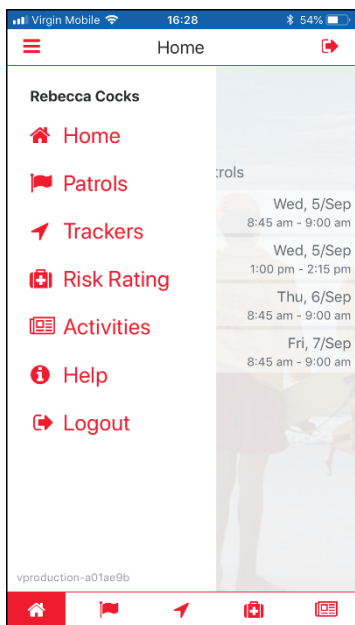 Virgin Mobile 16:28 54%
Home
Rebecca Cocks
Home
Patrols
Trackers
Risk Rating
Activities
Help
Logout
trols
Wed, 5/Sep
8:45 am - 9:00 am
Wed, 5/Sep
1:00 pm - 2:15 pm
Thu, 6/Sep
8:45 am - 9:00 am
Fri, 7/Sep
8:45 am - 9:00 am
vproduction-a01ae9b